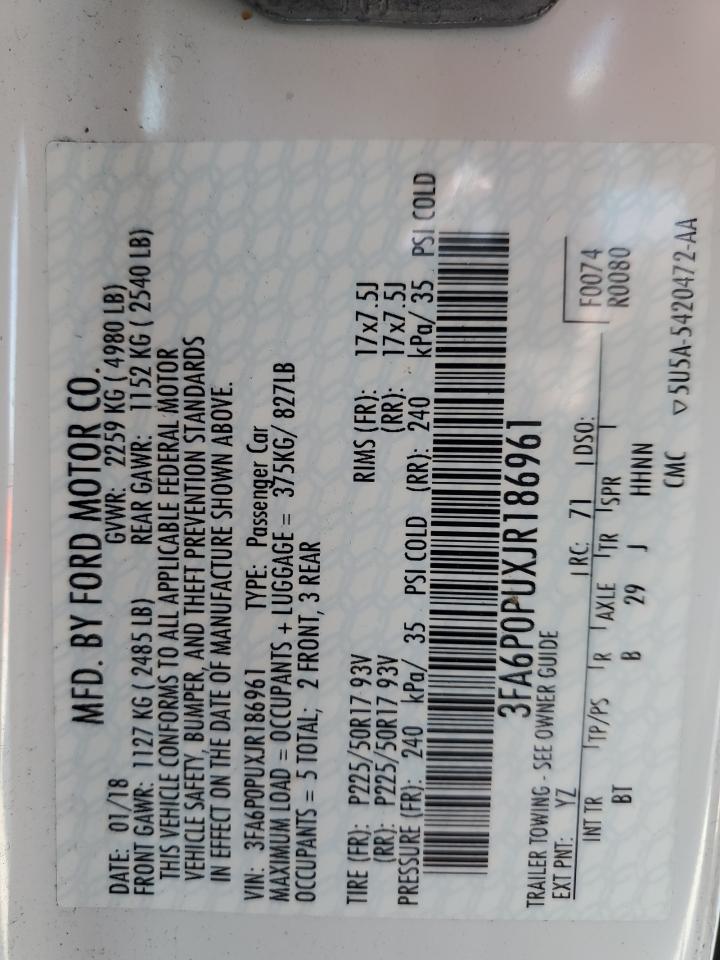 MFD. BY FORD MOTOR CO.
DATE: 01/18 GVWR: 2259 KG ( 4980 LB)
FRONT GAWR: 1127 KG ( 2485 LB) REAR GAWR: 1152 KG ( 2540 LB)
THIS VEHICLE CONFORMS TO ALL APPLICABLE FEDERAL MOTOR
VEHICLE SAFETY, BUMPER, AND THEFT PREVENTION STANDARDS
IN EFFECT ON THE DATE OF MANUFACTURE SHOWN ABOVE.
VIN: 3FA6P0PUXJR186961 TYPE: Passenger Car
MAXIMUM LOAD = OCCUPANTS + LUGGAGE = 375KG/ 827LB
OCCUPANTS = 5 TOTAL; 2 FRONT, 3 REAR
TIRE (FR): P225/50R17 93V RIMS (FR): 17x7.5J
(RR): P225/50R17 93V (RR): 17x7.5J
PRESSURE (FR): 240 kPa/ 35 PSI COLD (RR): 240 kPa/ 35 PSI COLD
3FA6P0PUXJR186961
TRAILER TOWING - SEE OWNER GUIDE
EXT PNT: YZ RC: 71 DSO: F0074
R0080
INT TR TP/PS R AXLE TR SPR
BT B 29 J HHNN
CMC ▽5U5A-5420472-AA